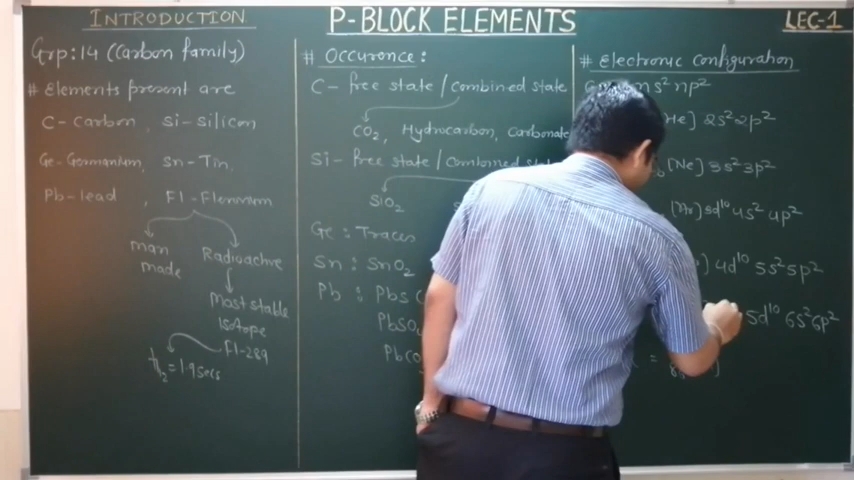 INTRODUCTION
P-BLOCK ELEMENTS
LEC-1
Grp:14 (Carbon family)
# Elements present are
C-Carbon, Si-Silicon
Ge-Germanium, Sn-Tin,
Pb-lead, Fl-Flerovium
Man made
Radioactive
Most stable
isotope
Fl-289
t1/2 = 1.9 secs
# Occurence:
C- free state / combined state
CO2, Hydrocarbon, Carbonate
Si- free state / combined state
SiO2
Ge: Traces
Sn: SnO2
Pb: PbS
PbSO4
PbCO
# Electronic configuration
ns2 np2
[He] 2s2 2p2
[Ne] 3s2 3p2
3d10 4s2 4p2
] 4d10 5s2 5p2
5d10 6s2 6p2
=